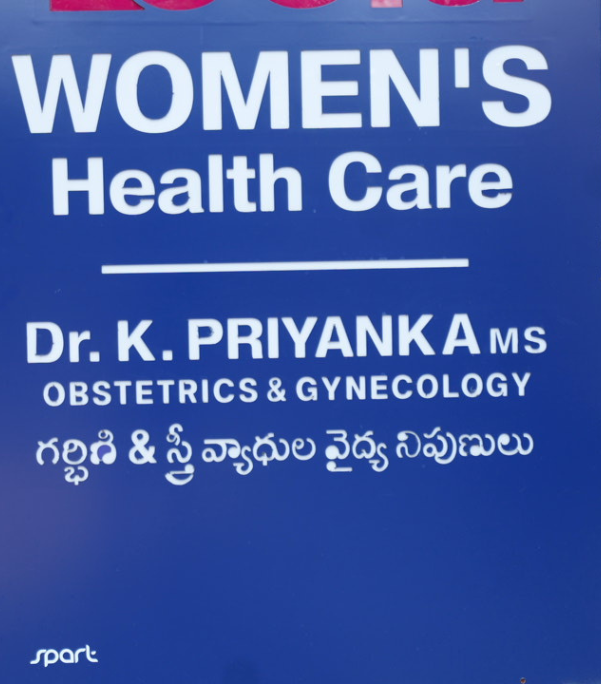 WOMEN'S
Health Care
Dr. K. PRIYANKA MS
OBSTETRICS & GYNECOLOGY
గర్భిణి & స్త్రీ వ్యాధుల వైద్య నిపుణులు
spart